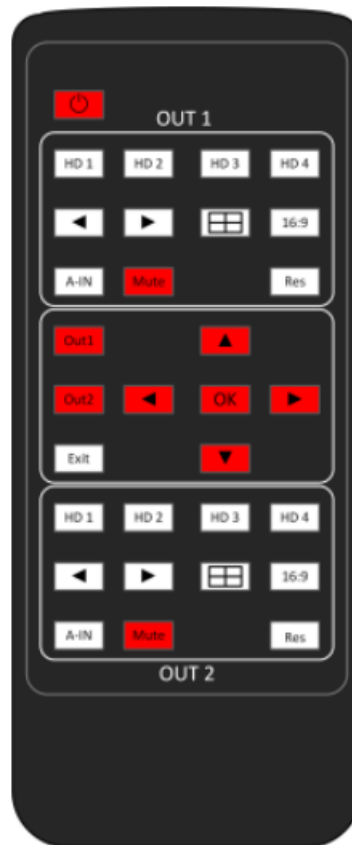 OUT 1
HD 1 HD 2 HD 3 HD 4
16:9
A-IN Mute Res
Out1
Out2 OK
Exit
HD 1 HD 2 HD 3 HD 4
16:9
A-IN Mute Res
OUT 2